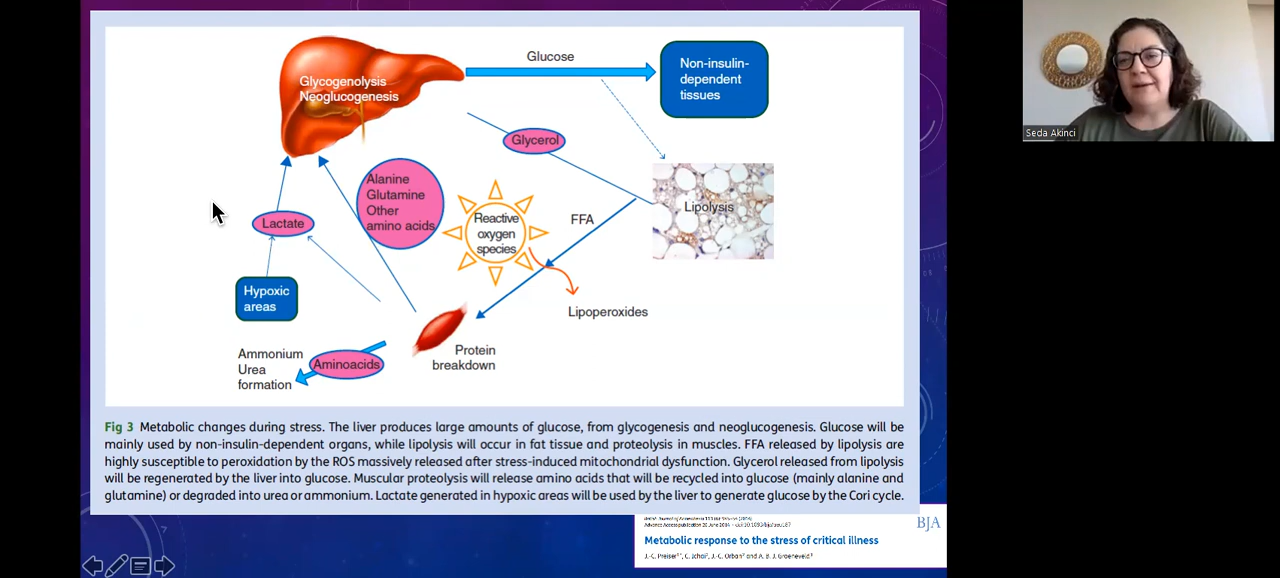 Glucose
Non-insulin-
dependent
tissues
Glycogenolysis
Neoglucogenesis
Glycerol
Alanine
Glutamine
Other
amino acids
Lactate
Reactive
oxygen
species
FFA
Lipolysis
Hypoxic
areas
Lipoperoxides
Protein
breakdown
Aminoacids
Ammonium
Urea
formation
Fig 3 Metabolic changes during stress. The liver produces large amounts of glucose, from glycogenesis and neoglucogenesis. Glucose will be
mainly used by non-insulin-dependent organs, while lipolysis will occur in fat tissue and proteolysis in muscles. FFA released by lipolysis are
highly susceptible to peroxidation by the ROS massively released after stress-induced mitochondrial dysfunction. Glycerol released from lipolysis
will be regenerated by the liver into glucose. Muscular proteolysis will release amino acids that will be recycled into glucose (mainly alanine and
glutamine) or degraded into urea or ammonium. Lactate generated in hypoxic areas will be used by the liver to generate glucose by the Cori cycle.
BJA
Metabolic response to the stress of critical illness
Seda Akinci